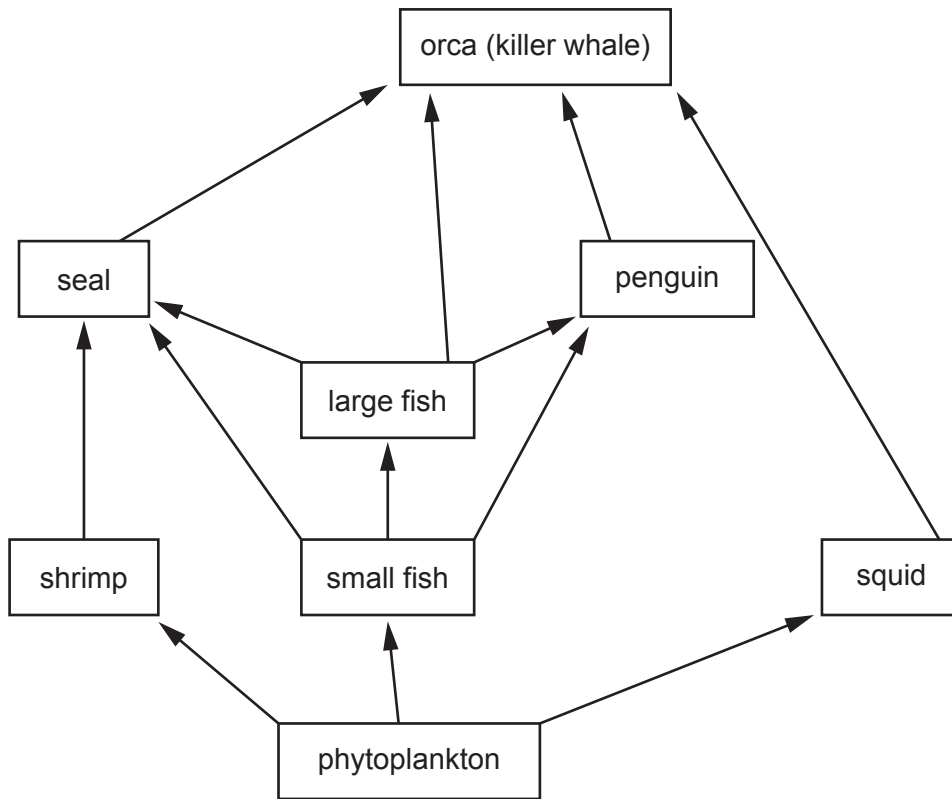 orca (killer whale)
seal
penguin
large fish
shrimp
small fish
squid
phytoplankton